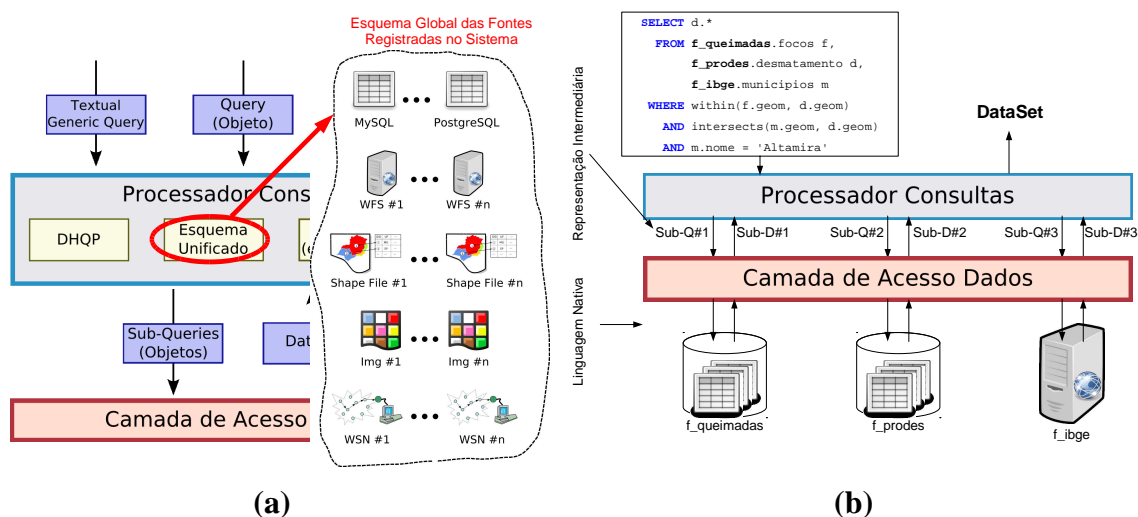 Esquema Global das Fontes
Registradas no Sistema
Textual
Generic Query
Query
(Objeto)
MySQL
PostgreSQL
Processador Cons
DHQP
Esquema
Unificado
(e
WFS #1
WFS #n
Shape File #1
Shape File #n
Sub-Queries
(Objetos)
Dat
Img #1
Img #n
Camada de Acesso
WSN #1
WSN #n
(a)
SELECT d.*
FROM f_queimadas.focos f,
f_prodes.desmatamento d,
f_ibge.municipios m
WHERE within(f.geom, d.geom)
AND intersects(m.geom, d.geom)
AND m.nome = 'Altamira'
DataSet
Representação Intermediária
Processador Consultas
Sub-Q#1
Sub-D#1
Sub-Q#2
Sub-D#2
Sub-Q#3
Sub-D#3
Camada de Acesso Dados
Linguagem Nativa
f_queimadas
f_prodes
f_ibge
(b)